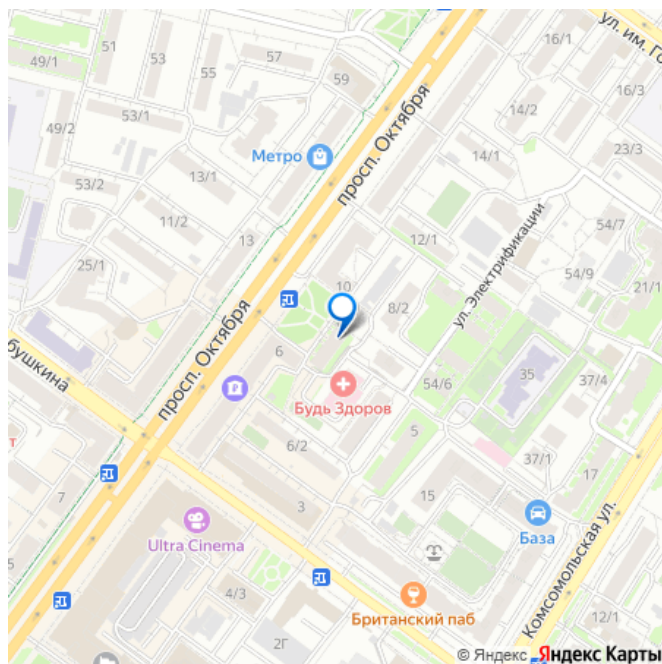 51
53
55
57
59
49/1
53/1
49/2
Метро
13/1
53/2
11/2
13
25/1
просп. Октября
16/1
ул. им. Го
14/2
16/3
14/1
23/3
12/1
ул. Электрификации
54/7
54/9
21/1
10
8/2
просп. Октября
6
бушкина
Будь Здоров
54/6
35
37/4
5
6/2
37/1
17
15
3
7
т
База
Ultra Cinema
Комсомольская ул.
4/3
Британский паб
12/1
2Г
© Яндекс Яндекс Карты